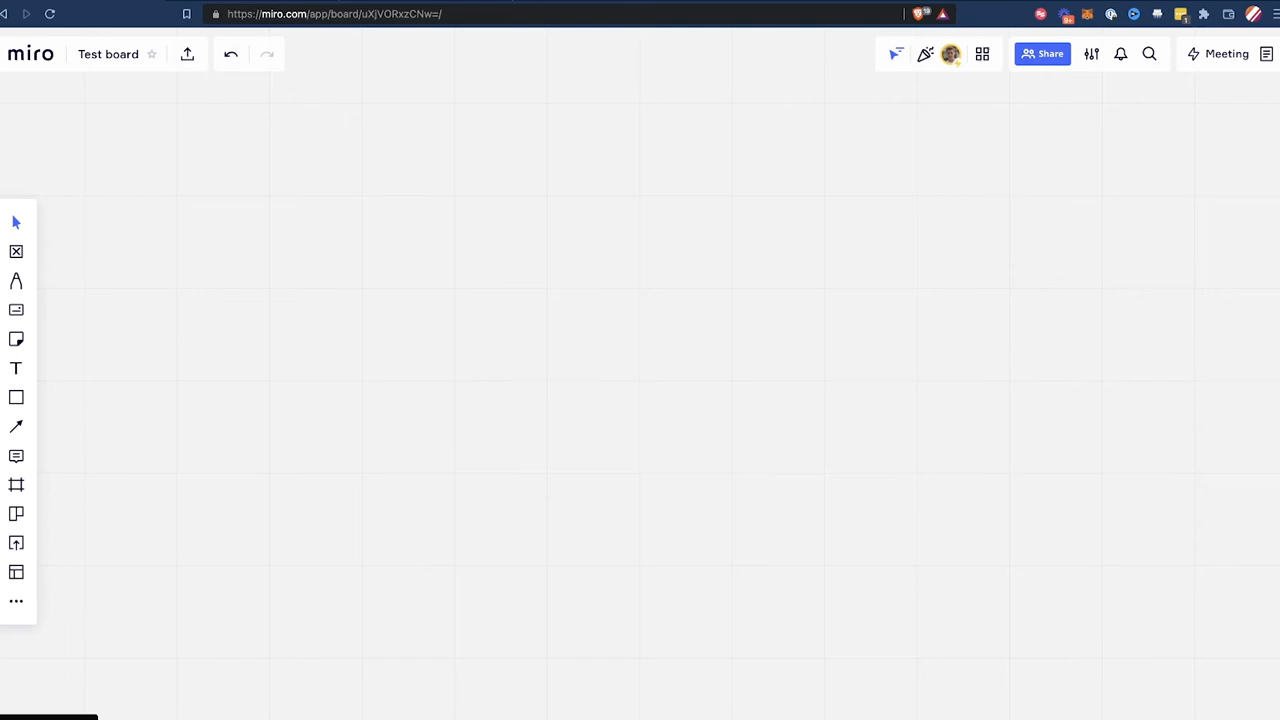 https://miro.com/app/board/uXjVORxzCNw=/
miro
Test board
Share
Meeting